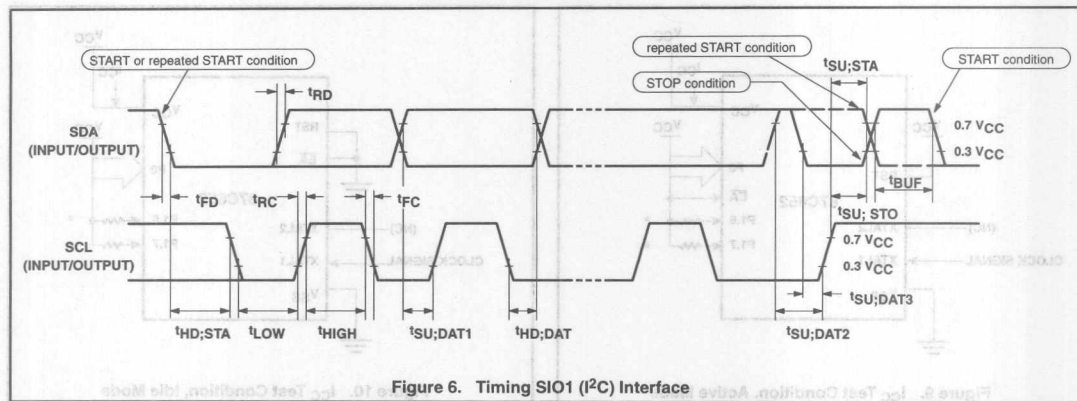 START or repeated START condition
repeated START condition
tSU;STA
START condition
STOP condition
tRD
SDA
(INPUT/OUTPUT)
0.7 VCC
0.3 VCC
tBUF
tFD
tRC
tFC
tSU; STO
SCL
(INPUT/OUTPUT)
0.7 VCC
0.3 VCC
tSU;DAT3
tHD;STA
tLOW
tHIGH
tSU;DAT1
tHD;DAT
tSU;DAT2
Figure 6. Timing SIO1 (I²C) Interface